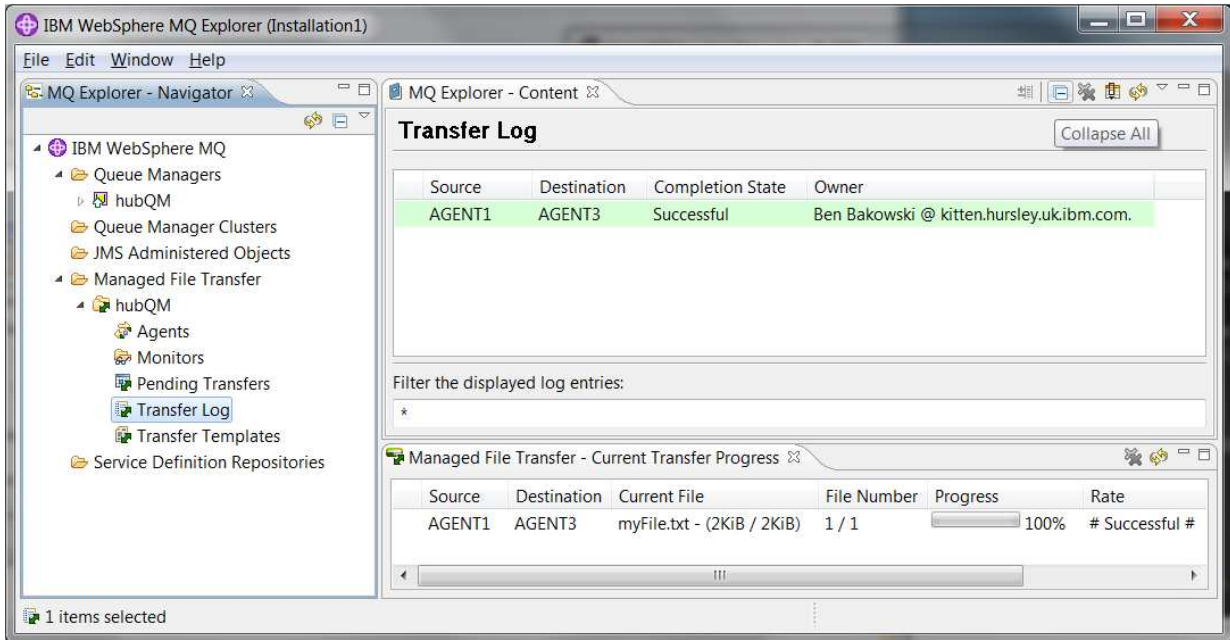 IBM WebSphere MQ Explorer (Installation1)
File Edit Window Help
MQ Explorer - Navigator
IBM WebSphere MQ
Queue Managers
hubQM
Queue Manager Clusters
JMS Administered Objects
Managed File Transfer
hubQM
Agents
Monitors
Pending Transfers
Transfer Log
Transfer Templates
Service Definition Repositories
MQ Explorer - Content
Transfer Log
Collapse All
Source Destination Completion State Owner
AGENT1 AGENT3 Successful Ben Bakowski @ kitten.hursley.uk.ibm.com.
Filter the displayed log entries:
*
Managed File Transfer - Current Transfer Progress
Source Destination Current File File Number Progress Rate
AGENT1 AGENT3 myFile.txt - (2KiB / 2KiB) 1 / 1 100% # Successful #
1 items selected